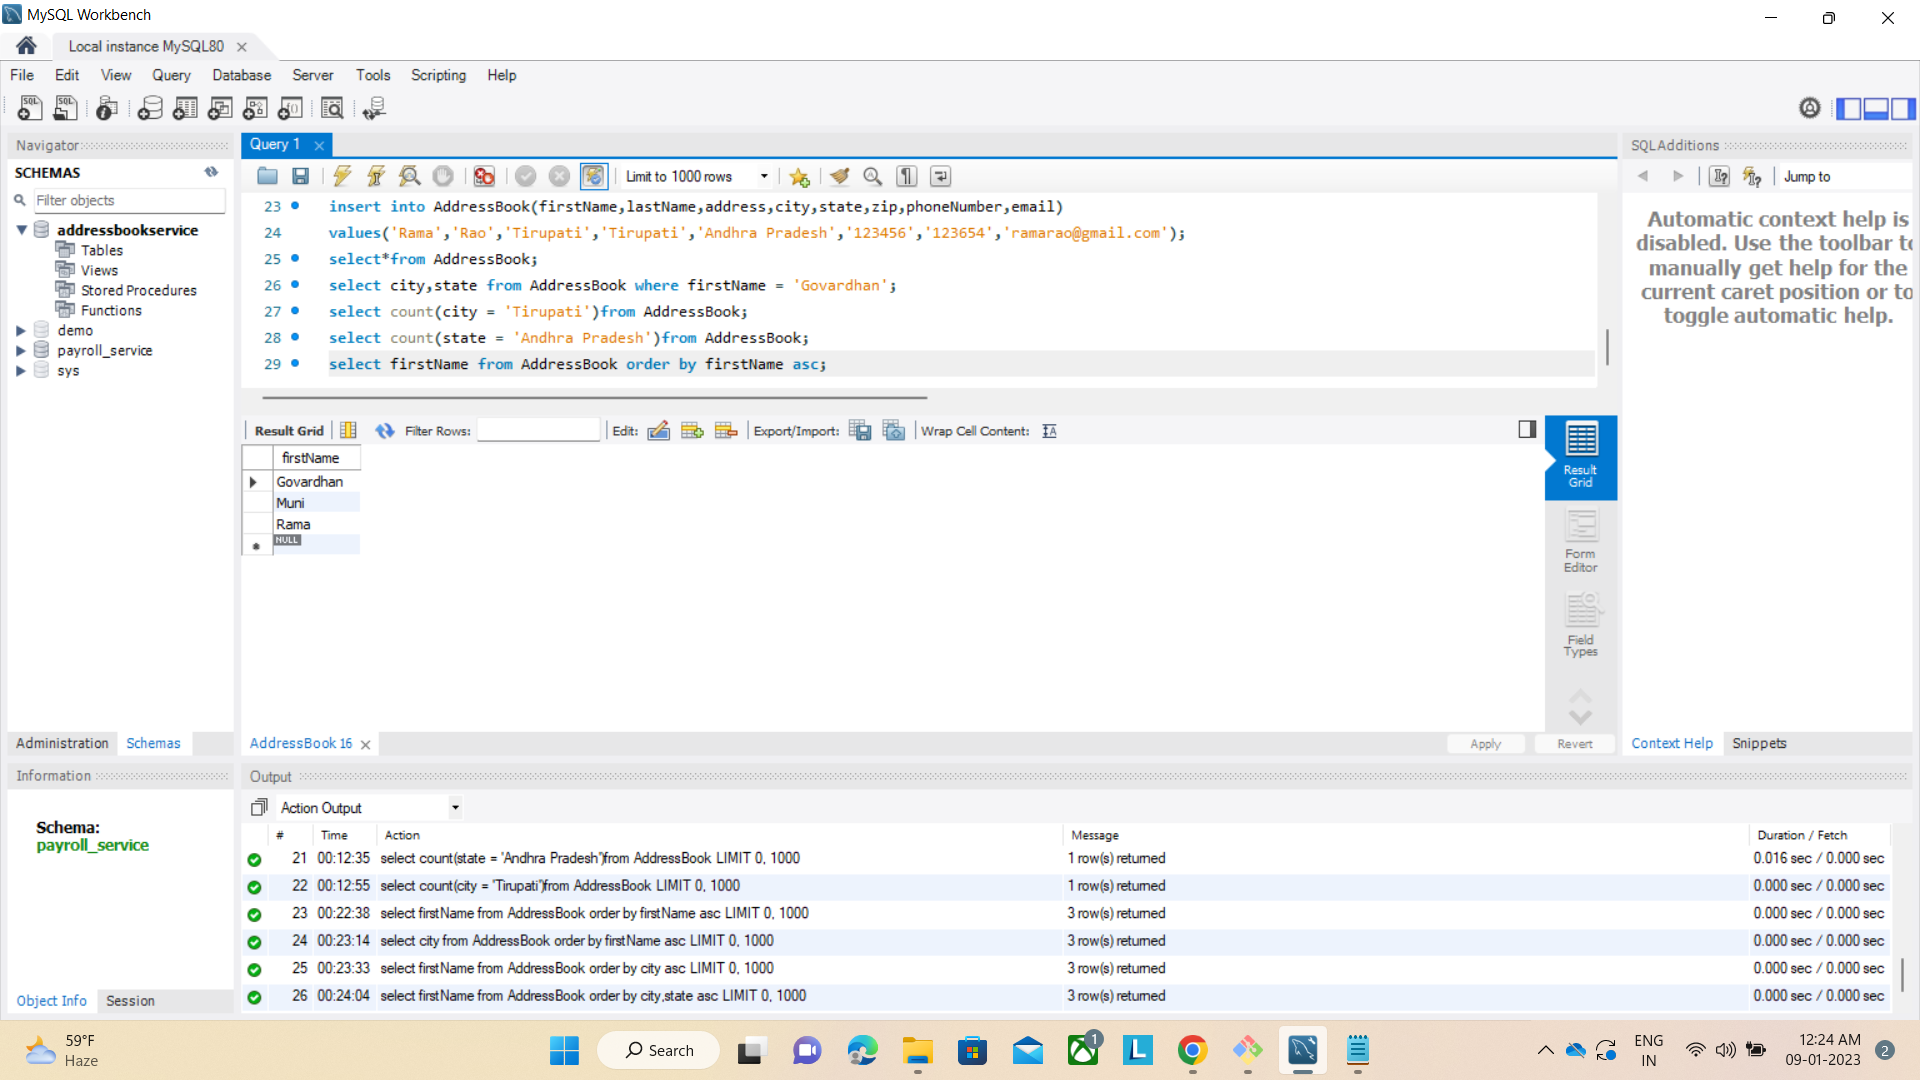 MySQL Workbench
Local instance MySQL80
File Edit View Query Database Server Tools Scripting Help
Navigator
SCHEMAS
Filter objects
addressbookservice
Tables
Views
Stored Procedures
Functions
demo
payroll_service
sys
Administration Schemas
Information
Schema:
payroll_service
Object Info Session
Query 1
Limit to 1000 rows
23 insert into AddressBook(firstName,lastName,address,city,state,zip,phoneNumber,email)
24 values('Rama','Rao','Tirupati','Tirupati','Andhra Pradesh','123456','123654','ramarao@gmail.com');
25 select*from AddressBook;
26 select city,state from AddressBook where firstName = 'Govardhan';
27 select count(city = 'Tirupati')from AddressBook;
28 select count(state = 'Andhra Pradesh')from AddressBook;
29 select firstName from AddressBook order by firstName asc;
Result Grid Filter Rows: Edit: Export/Import: Wrap Cell Content:
firstName
Govardhan
Muni
Rama
NULL
Result
Grid
Form
Editor
Field
Types
AddressBook 16
Apply Revert
SQLAdditions
Jump to
Automatic context help is
disabled. Use the toolbar to
manually get help for the
current caret position or to
toggle automatic help.
Context Help Snippets
Output
Action Output
# Time Action Message Duration / Fetch
21 00:12:35 select count(state = 'Andhra Pradesh')from AddressBook LIMIT 0, 1000 1 row(s) returned 0.016 sec / 0.000 sec
22 00:12:55 select count(city = 'Tirupati')from AddressBook LIMIT 0, 1000 1 row(s) returned 0.000 sec / 0.000 sec
23 00:22:38 select firstName from AddressBook order by firstName asc LIMIT 0, 1000 3 row(s) returned 0.000 sec / 0.000 sec
24 00:23:14 select city from AddressBook order by firstName asc LIMIT 0, 1000 3 row(s) returned 0.000 sec / 0.000 sec
25 00:23:33 select firstName from AddressBook order by city asc LIMIT 0, 1000 3 row(s) returned 0.000 sec / 0.000 sec
26 00:24:04 select firstName from AddressBook order by city,state asc LIMIT 0, 1000 3 row(s) returned 0.000 sec / 0.000 sec
59°F
Haze
Search
1
L
ENG
IN
12:24 AM
09-01-2023
2